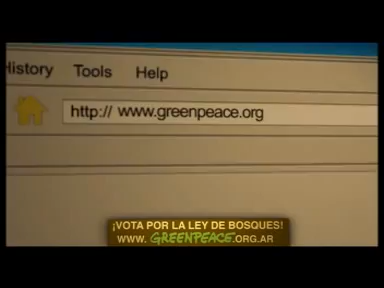 History Tools Help
http:// www.greenpeace.org
¡VOTA POR LA LEY DE BOSQUES!
WWW. GREENPEACE.ORG.AR